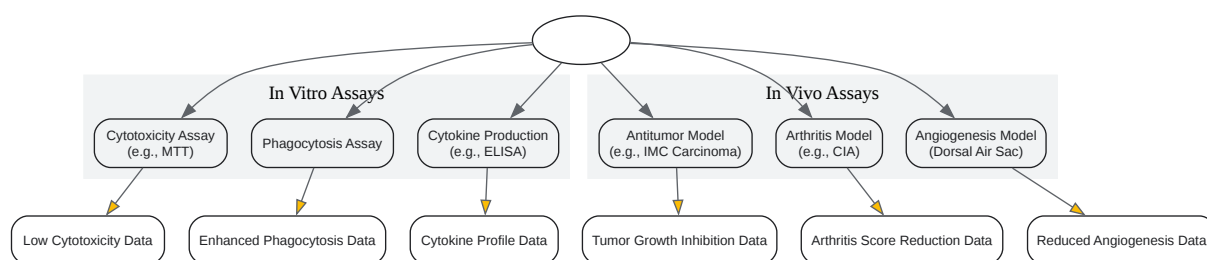 In Vitro Assays
In Vivo Assays
Cytotoxicity Assay
(e.g., MTT)
Phagocytosis Assay
Cytokine Production
(e.g., ELISA)
Antitumor Model
(e.g., IMC Carcinoma)
Arthritis Model
(e.g., CIA)
Angiogenesis Model
(Dorsal Air Sac)
Low Cytotoxicity Data
Enhanced Phagocytosis Data
Cytokine Profile Data
Tumor Growth Inhibition Data
Arthritis Score Reduction Data
Reduced Angiogenesis Data